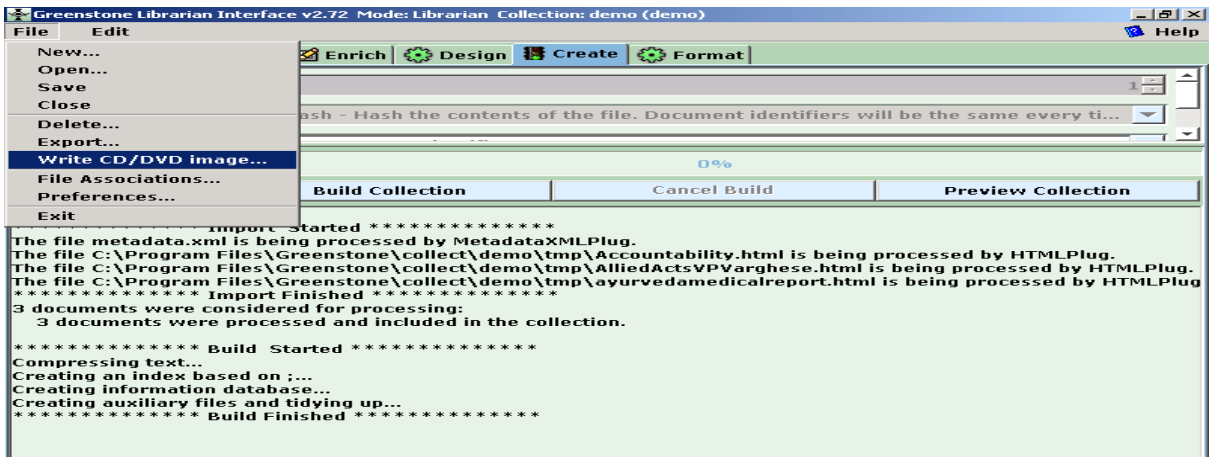 Greenstone Librarian Interface v2.72 Mode: Librarian Collection: demo (demo)
File Edit Help
New...
Open...
Save
Close
Delete...
Export...
Write CD/DVD image...
File Associations...
Preferences...
Exit
Enrich Design Create Format
1
ash - Hash the contents of the file. Document identifiers will be the same every ti...
0%
Build Collection Cancel Build Preview Collection
************** Import Started **************
The file metadata.xml is being processed by MetadataXMLPlug.
The file C:\Program Files\Greenstone\collect\demo\tmp\Accountability.html is being processed by HTMLPlug.
The file C:\Program Files\Greenstone\collect\demo\tmp\AlliedActsVPVarghese.html is being processed by HTMLPlug.
The file C:\Program Files\Greenstone\collect\demo\tmp\ayurvedamedicalreport.html is being processed by HTMLPlug
************** Import Finished **************
3 documents were considered for processing:
3 documents were processed and included in the collection.
************** Build Started **************
Compressing text...
Creating an index based on ;...
Creating information database...
Creating auxiliary files and tidying up...
************** Build Finished **************